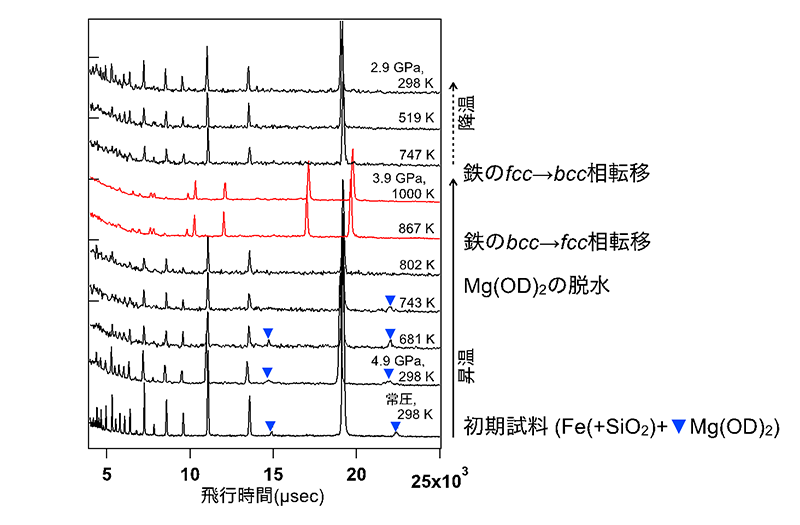 2.9 GPa,
298 K
519 K
747 K
3.9 GPa,
1000 K
867 K
802 K
743 K
681 K
4.9 GPa,
298 K
常圧,
298 K
降温
昇温
鉄のfcc→bcc相転移
鉄のbcc→fcc相転移
Mg(OD)₂の脱水
初期試料 (Fe(+SiO₂)+▼Mg(OD)₂)
5 10 15 20 25x10³
飛行時間(μsec)